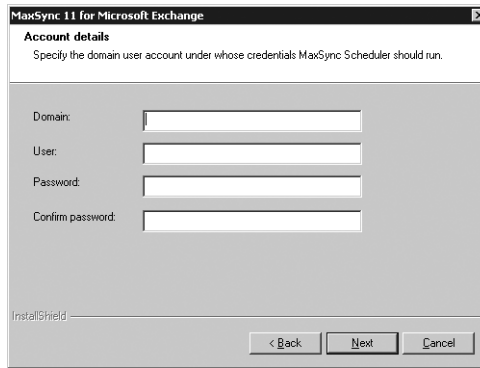 MaxSync 11 for Microsoft Exchange
Account details
Specify the domain user account under whose credentials MaxSync Scheduler should run.
Domain:
User:
Password:
Confirm password:
InstallShield
< Back Next Cancel